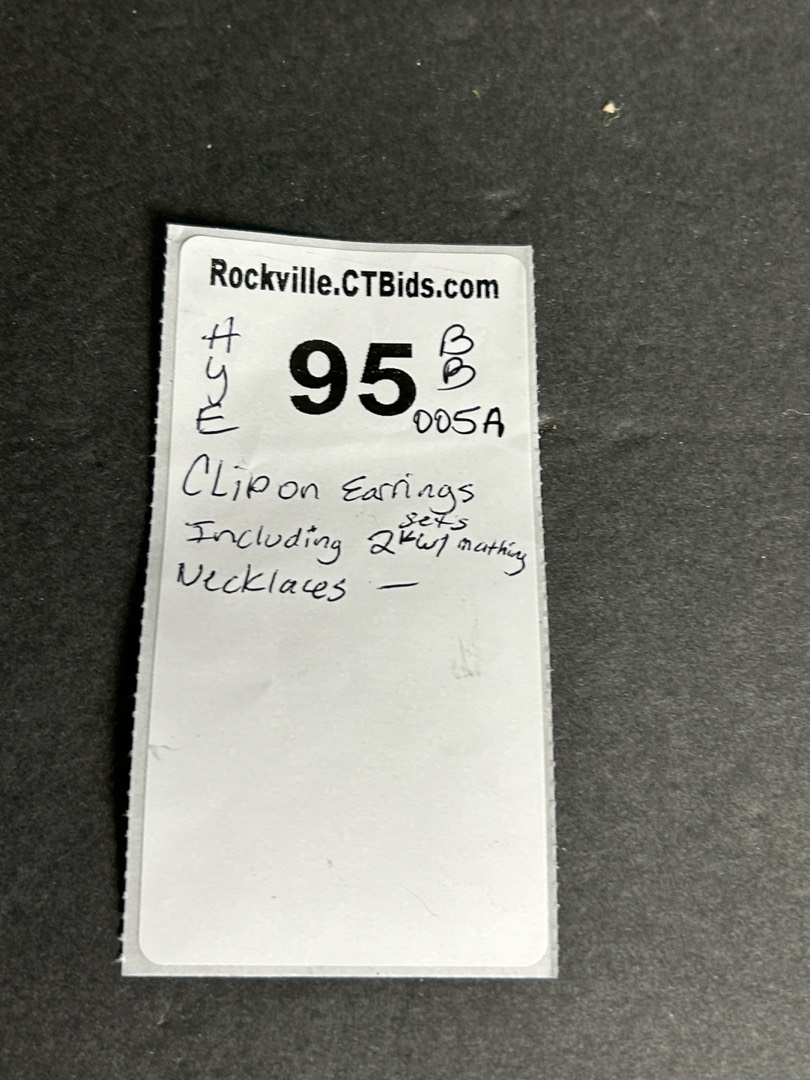 Rockville.CTBids.com
A
y
E
95
B
B
005A
CLip on Earrings
sets
Including 2 w/ mathing
Necklaces —